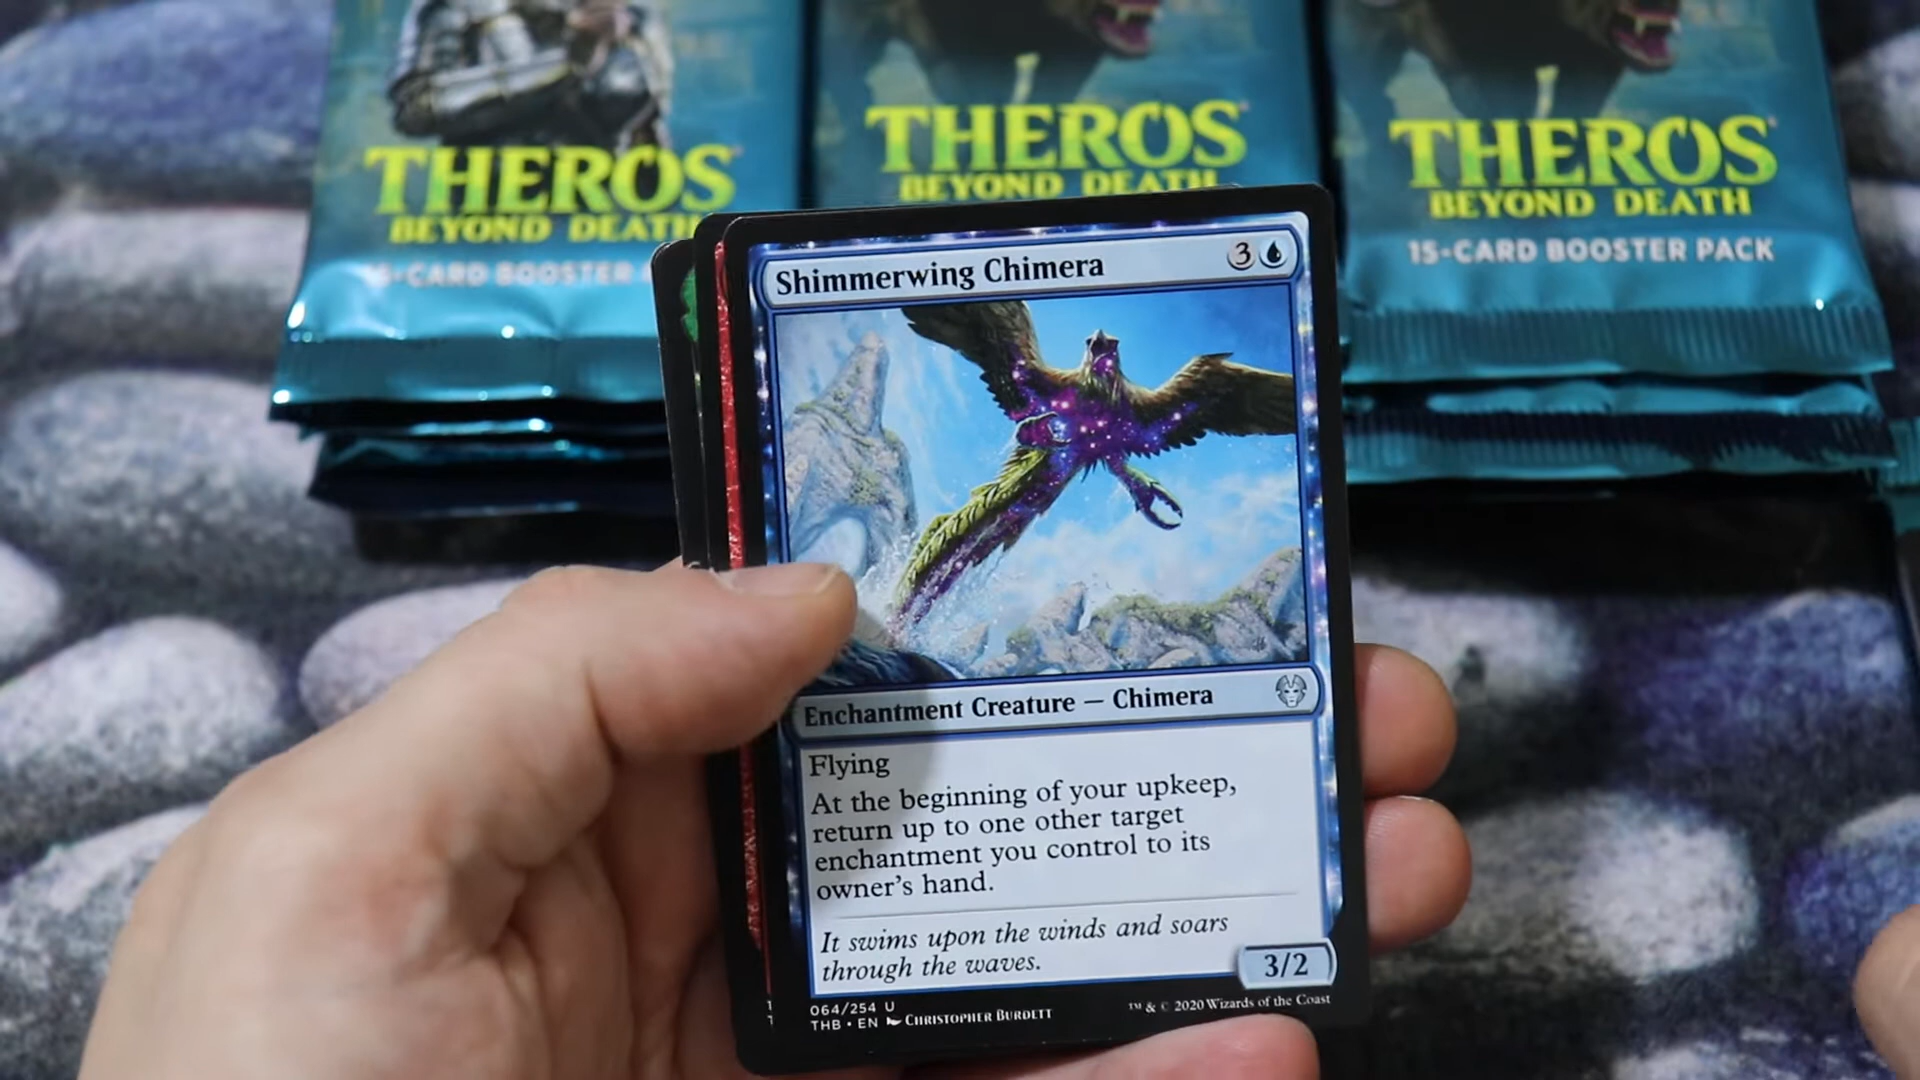 THEROS
BEYOND DEATH
15-CARD BOOSTER
THEROS
BEYOND DEATH
THEROS
BEYOND DEATH
15-CARD BOOSTER PACK
Shimmerwing Chimera 3
Enchantment Creature — Chimera
Flying
At the beginning of your upkeep,
return up to one other target
enchantment you control to its
owner's hand.
It swims upon the winds and soars
through the waves.
3/2
064/254 U
THB • EN CHRISTOPHER BURDETT
™ & © 2020 Wizards of the Coast